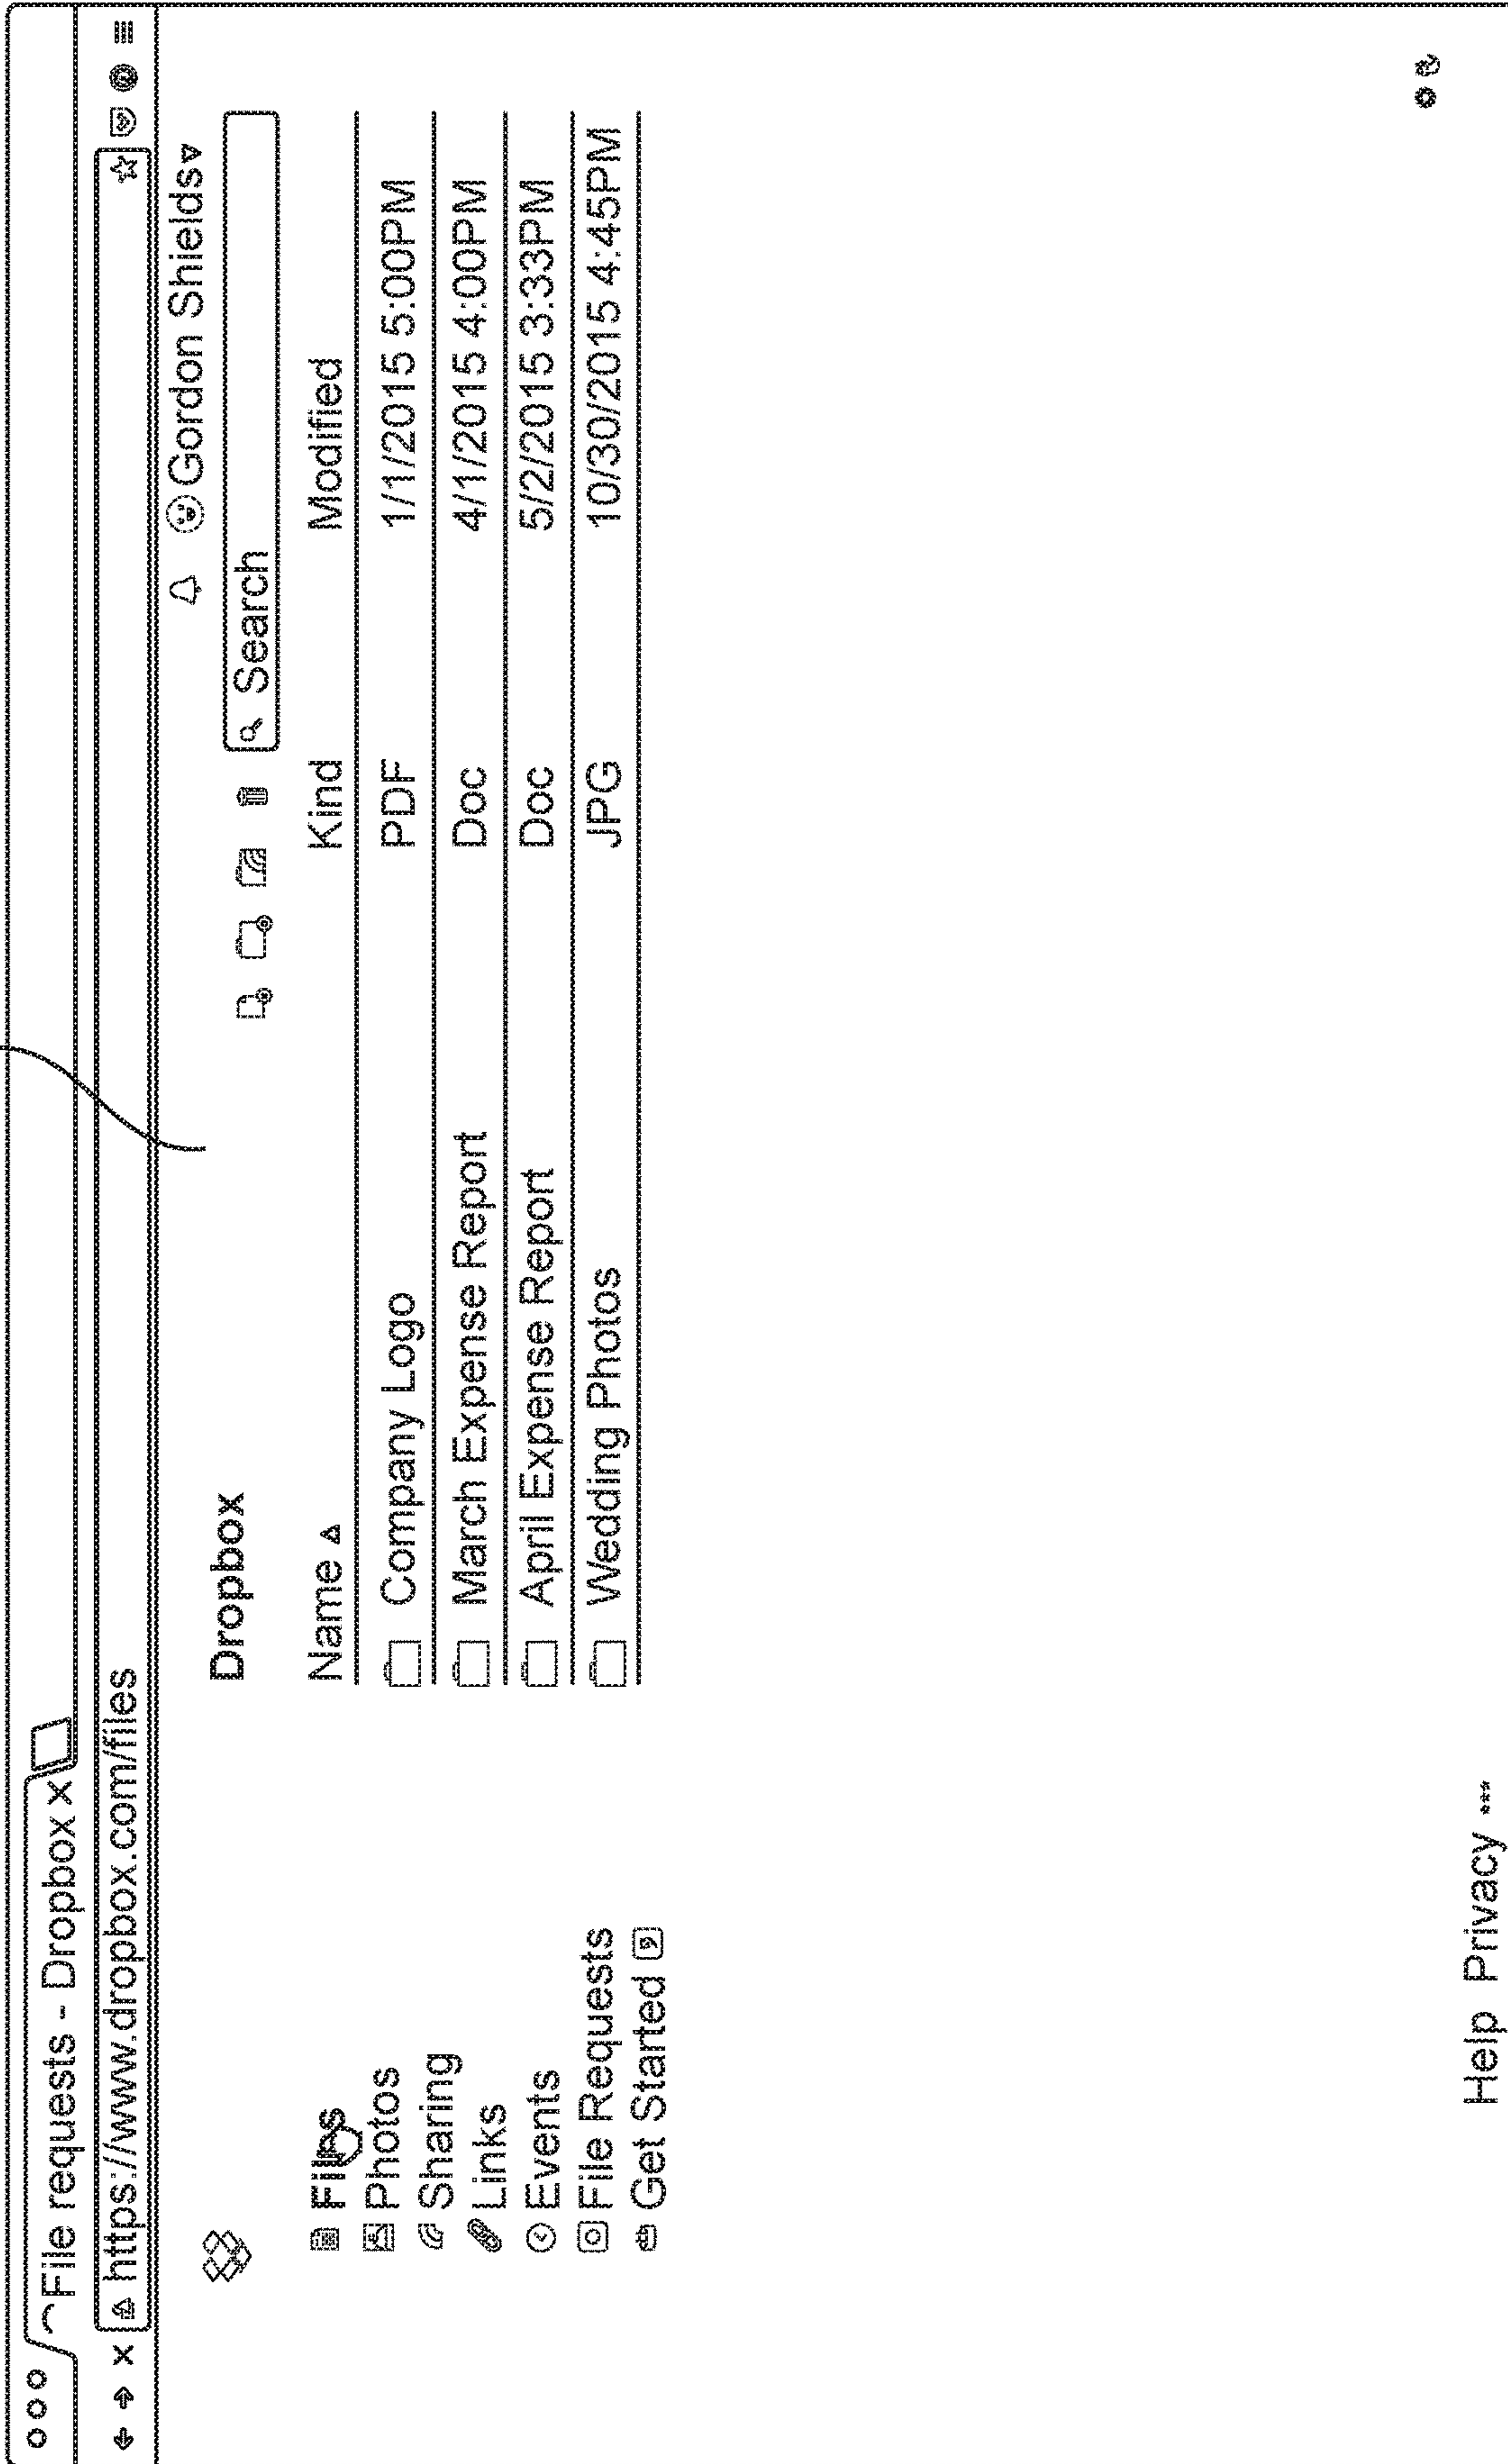 File requests - Dropbox x
https://www.dropbox.com/files
Gordon Shields
Dropbox
Search
Name Kind Modified
Company Logo PDF 1/1/2015 5:00PM
March Expense Report Doc 4/1/2015 4:00PM
April Expense Report Doc 5/2/2015 3:33PM
Wedding Photos JPG 10/30/2015 4:45PM
Files
Photos
Sharing
Links
Events
File Requests
Get Started
Help Privacy